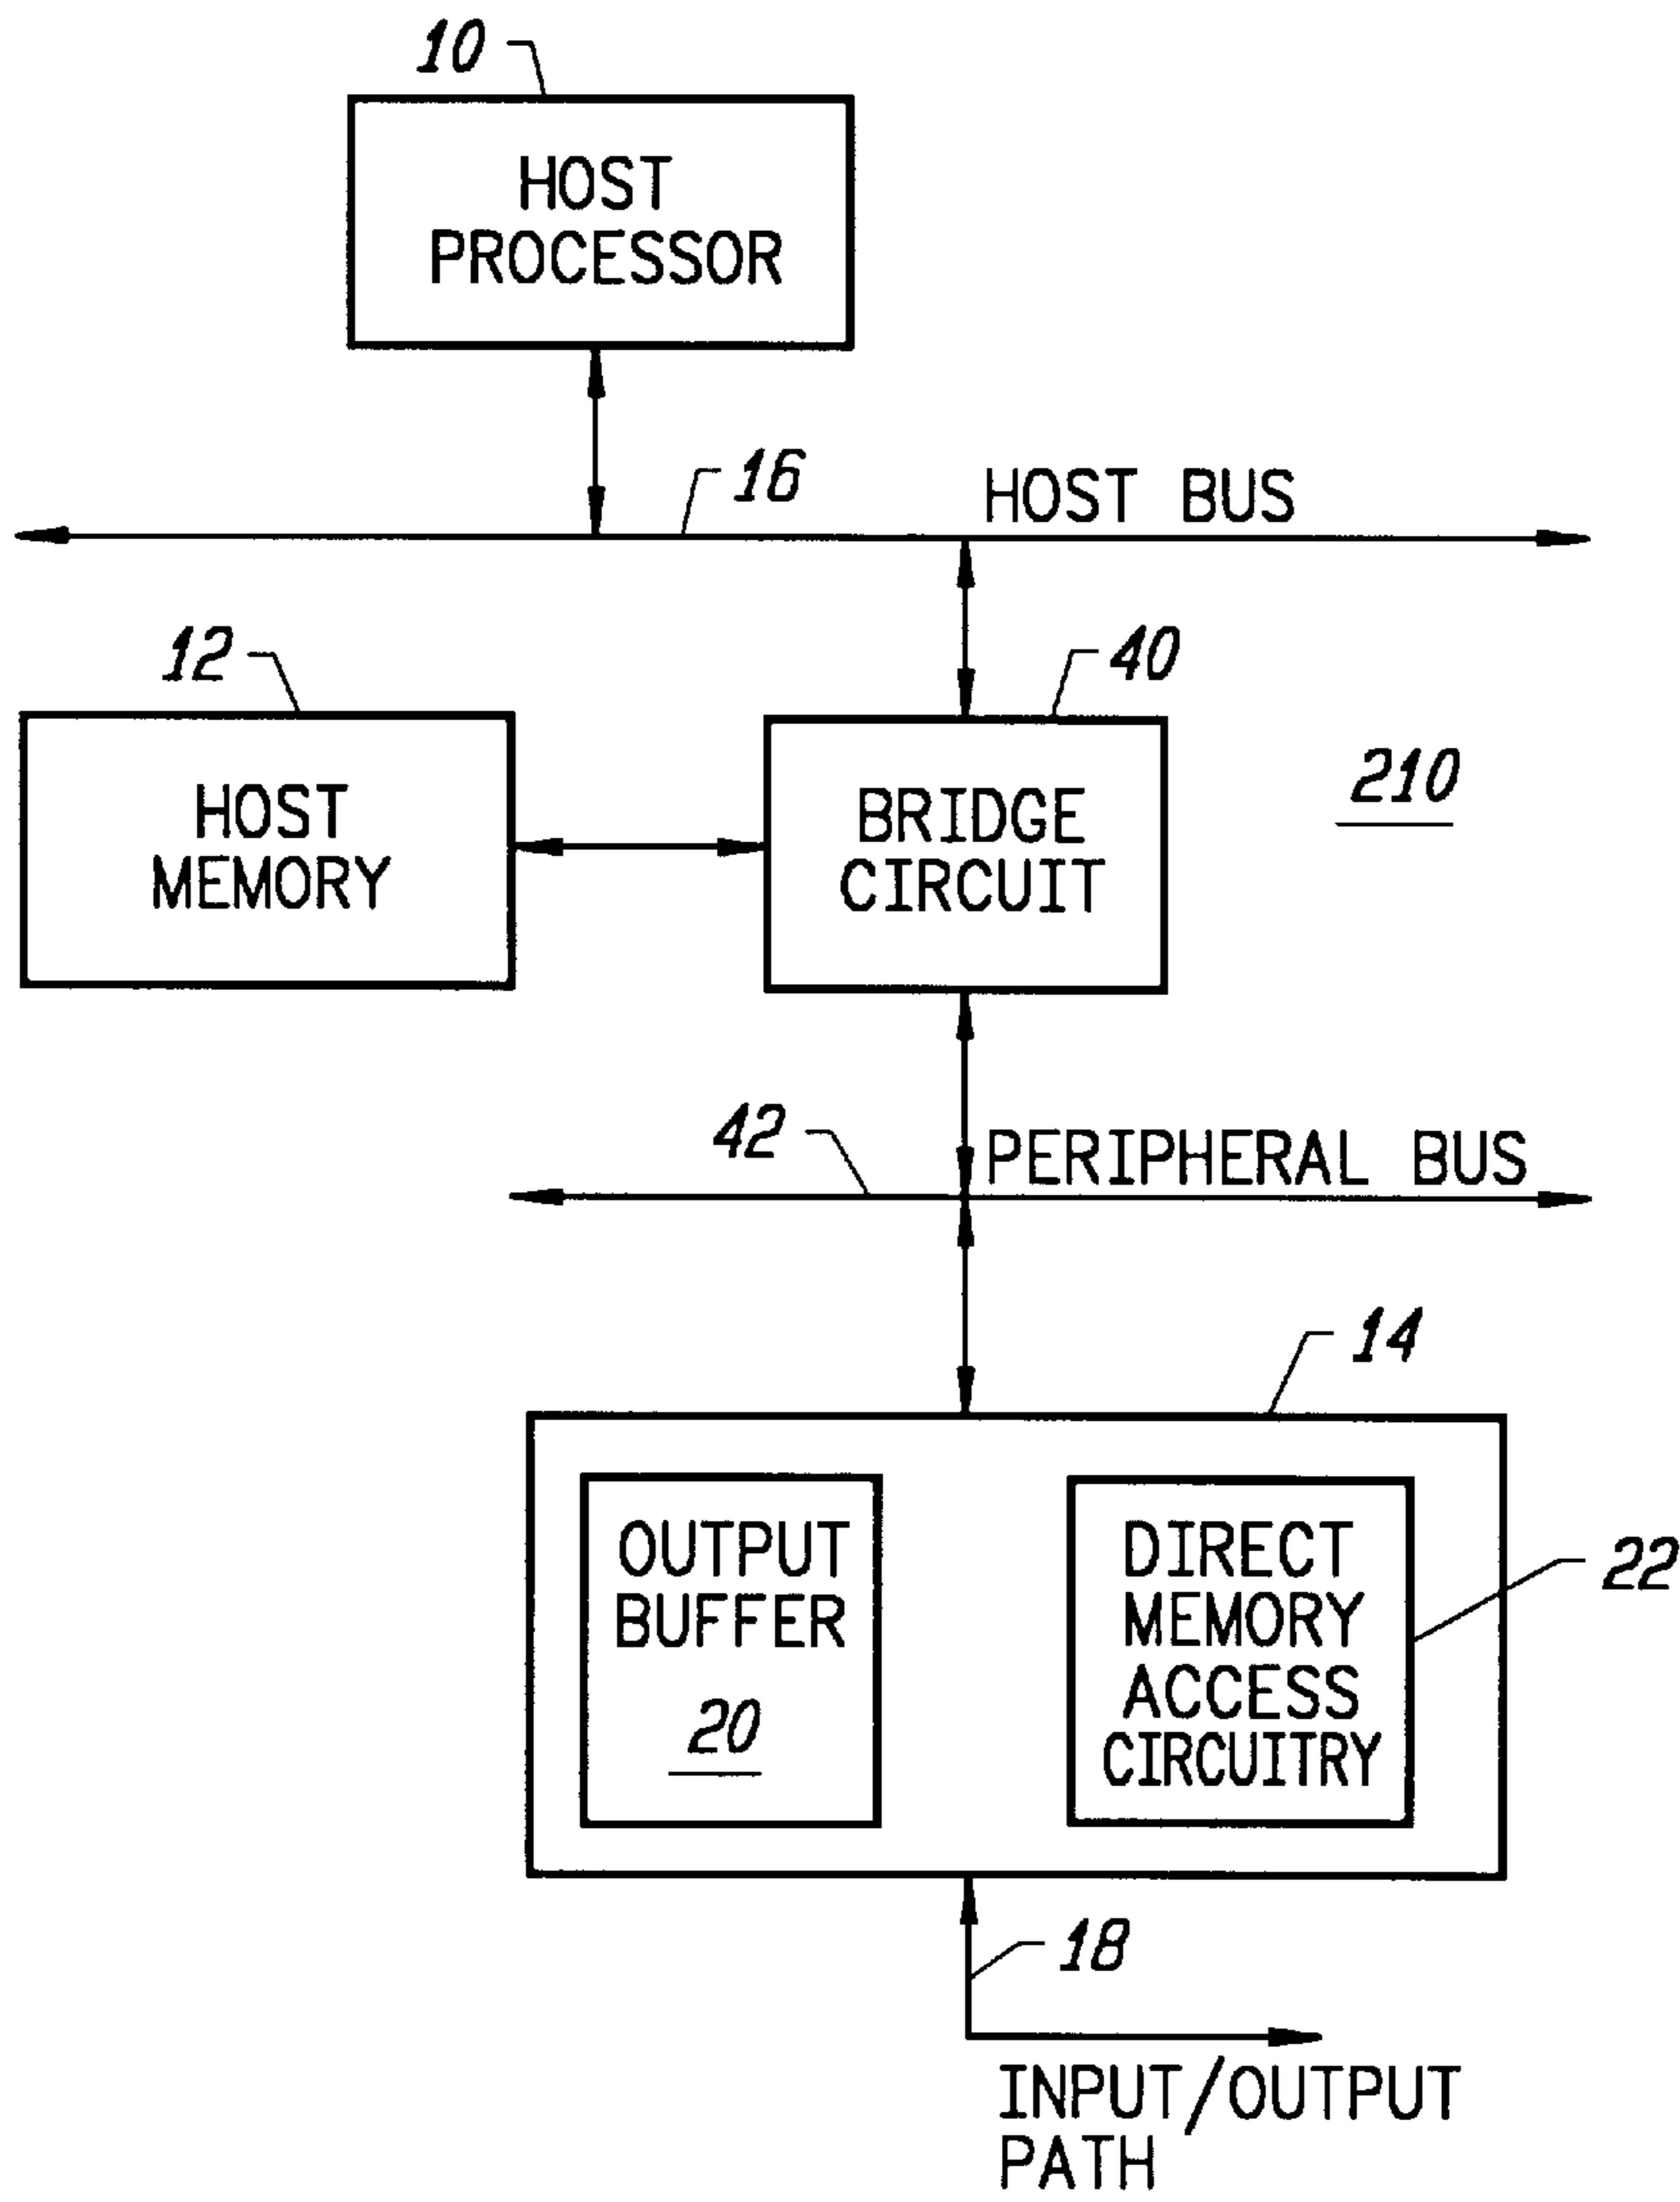 10
HOST
PROCESSOR
16
HOST BUS
12
40
HOST
MEMORY
BRIDGE
CIRCUIT
210
42
PERIPHERAL BUS
14
OUTPUT
BUFFER
20
DIRECT
MEMORY
ACCESS
CIRCUITRY
22
18
INPUT/OUTPUT
PATH